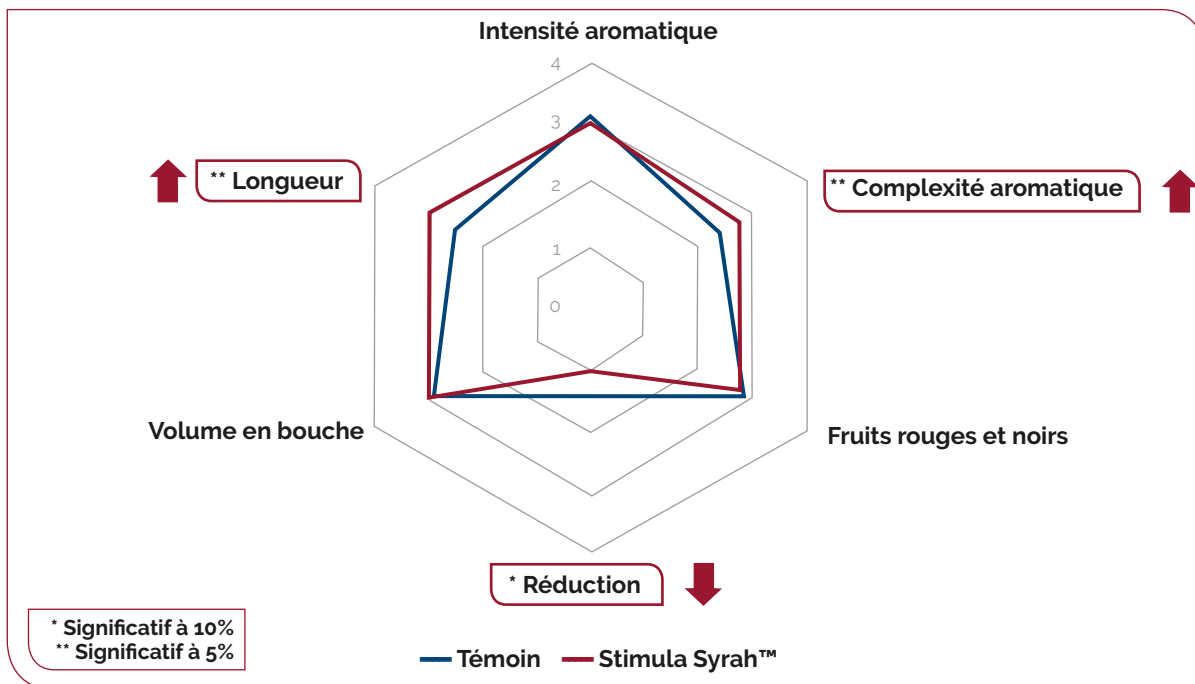 Intensité aromatique
4
3
2
1
0
** Longueur
** Complexité aromatique
Volume en bouche
Fruits rouges et noirs
* Réduction
* Significatif à 10%
** Significatif à 5%
Témoin
Stimula Syrah™